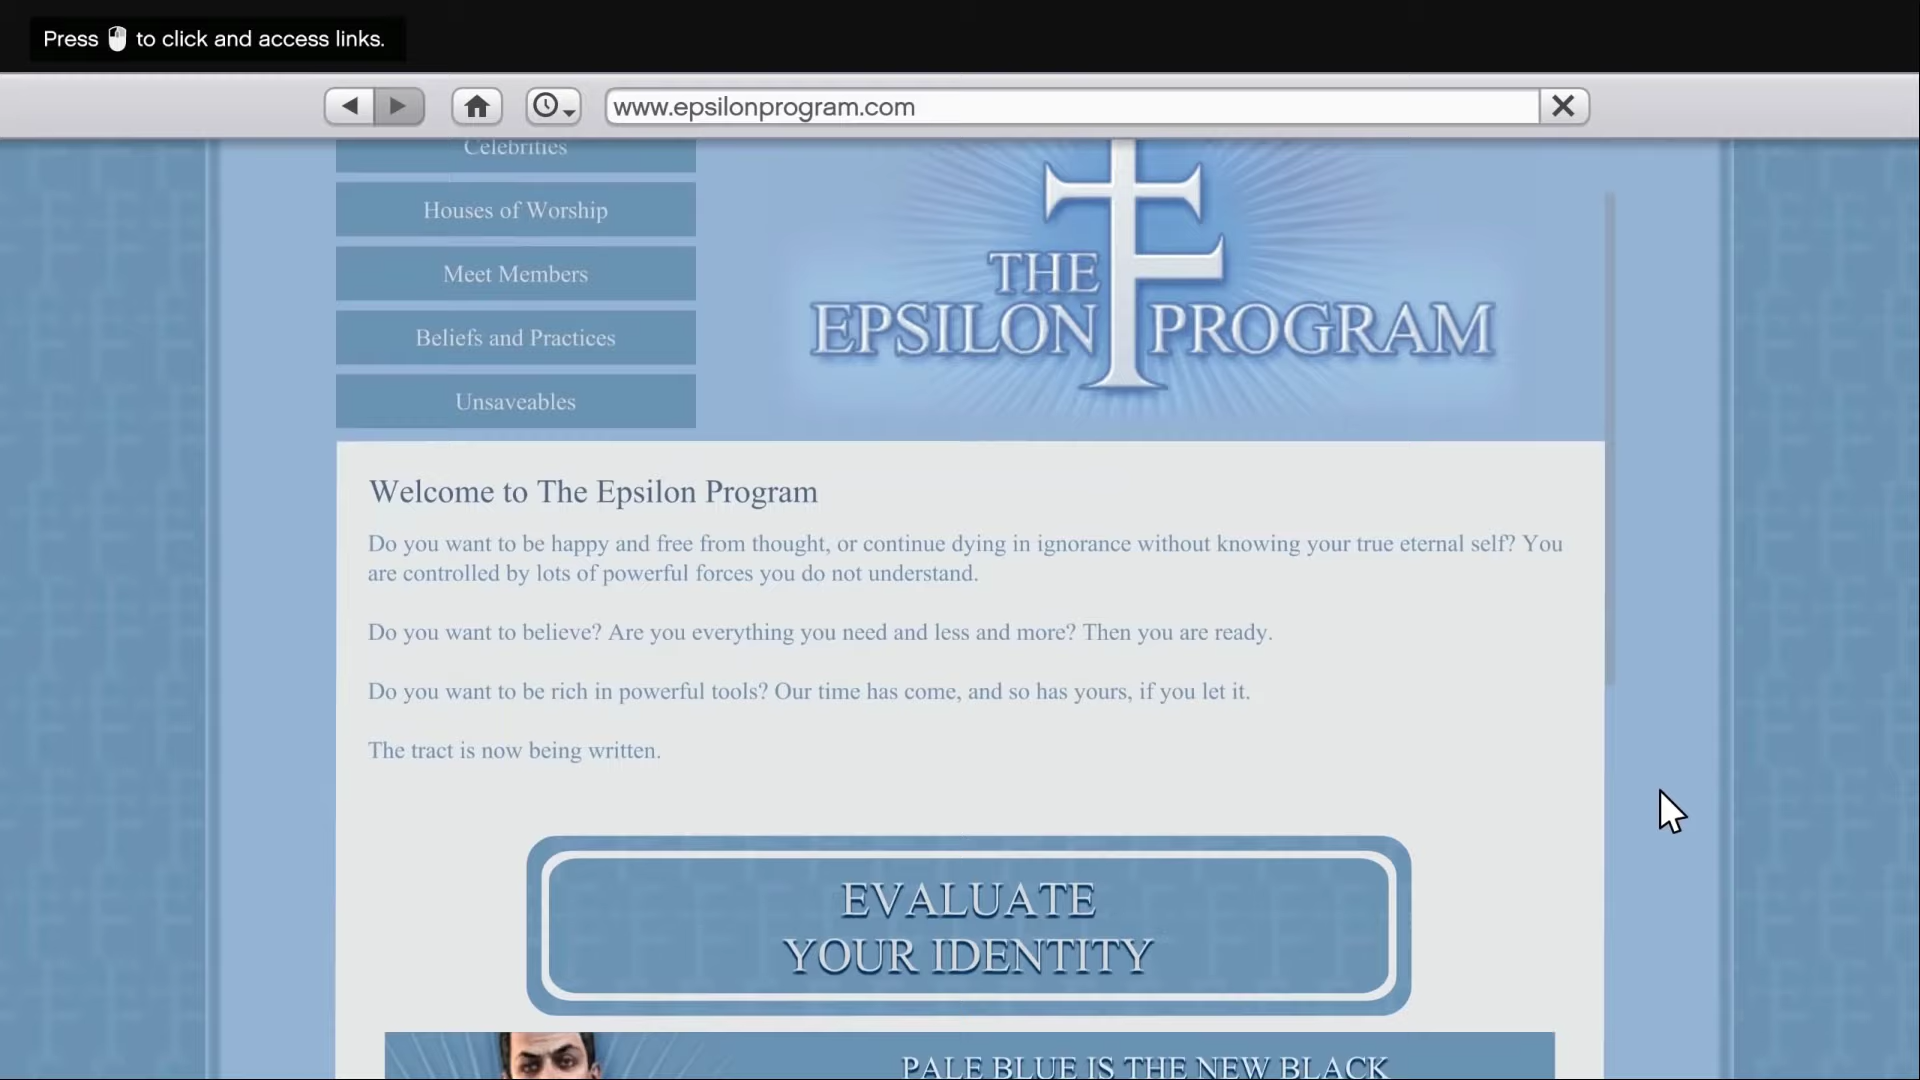 Press to click and access links.
www.epsilonprogram.com
Celebrities
Houses of Worship
Meet Members
Beliefs and Practices
Unsaveables
THE
EPSILON PROGRAM
Welcome to The Epsilon Program
Do you want to be happy and free from thought, or continue dying in ignorance without knowing your true eternal self? You
are controlled by lots of powerful forces you do not understand.
Do you want to believe? Are you everything you need and less and more? Then you are ready.
Do you want to be rich in powerful tools? Our time has come, and so has yours, if you let it.
The tract is now being written.
EVALUATE
YOUR IDENTITY
PALE BLUE IS THE NEW BLACK